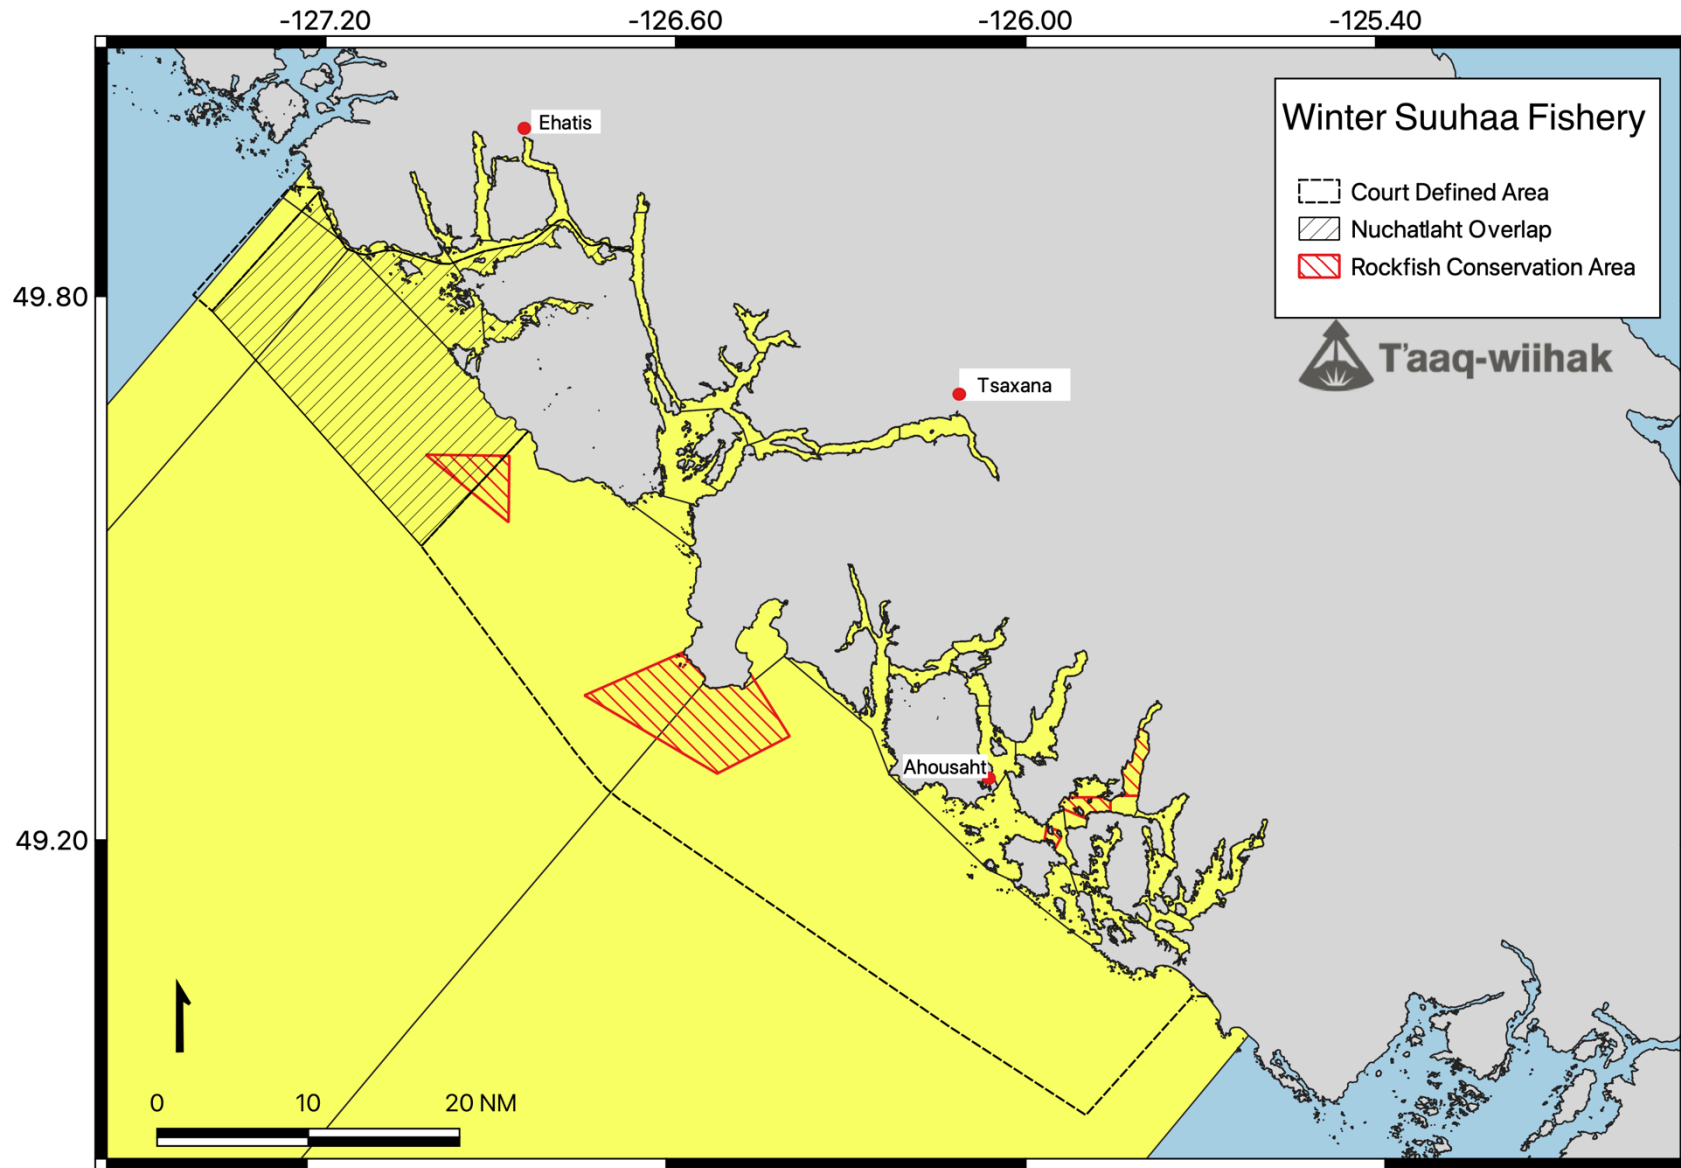 -127.20
-126.60
-126.00
-125.40
Winter Suuhaa Fishery
Court Defined Area
Nuchatlaht Overlap
Rockfish Conservation Area
T'aaq-wiihak
Ehatis
49.80
Tsaxana
Ahousaht
49.20
0
10
20 NM